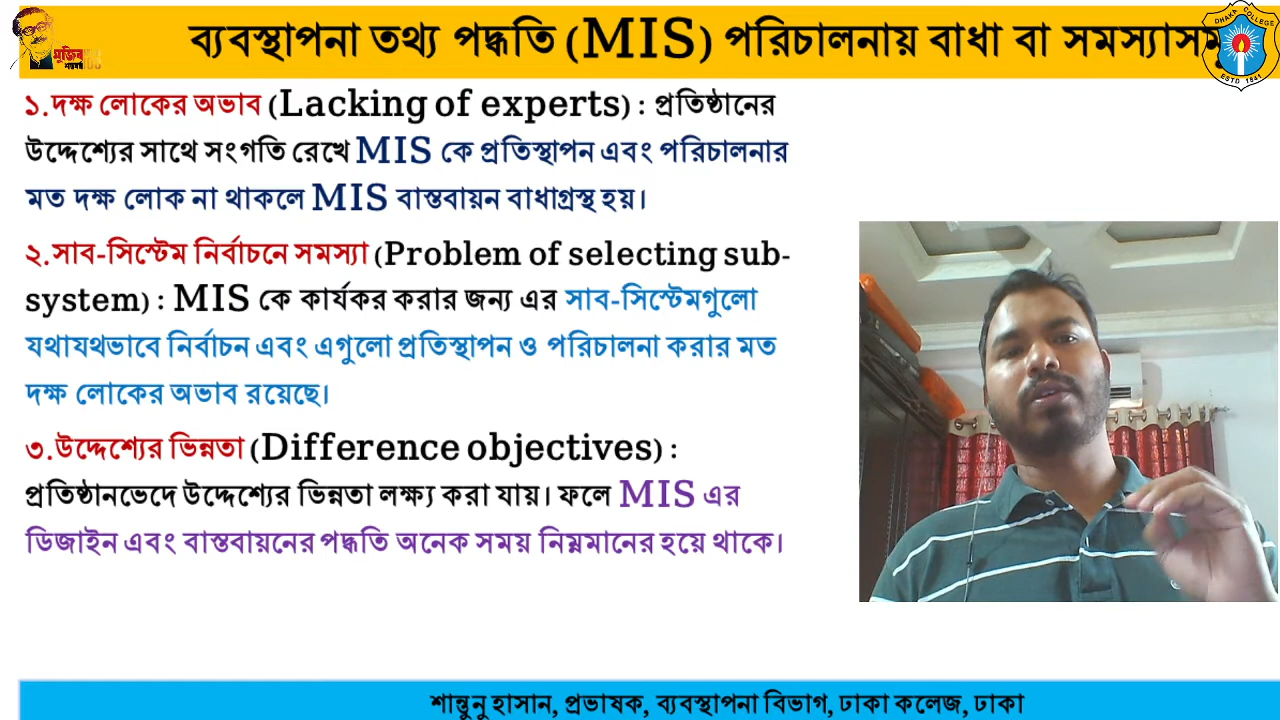 ব্যবস্থাপনা তথ্য পদ্ধতি (MIS) পরিচালনায় বাধা বা
DHAKA COLLEGE
ESTD. 1841
মুজিব
১.দক্ষ লোকের অভাব (Lacking of experts) : প্রতিষ্ঠানের
উদ্দেশ্যের সাথে সংগতি রেখে MIS কে প্রতিস্থাপন এবং পরিচালনার
মত দক্ষ লোক না থাকলে MIS বাস্তবায়ন বাধাগ্রস্থ হয়।
২.সাব-সিস্টেম নির্বাচনে সমস্যা (Problem of selecting sub-
system) : MIS কে কার্যকর করার জন্য এর সাব-সিস্টেমগুলো
যথাযথভাবে নির্বাচন এবং এগুলো প্রতিস্থাপন ও পরিচালনা করার মত
দক্ষ লোকের অভাব রয়েছে।
৩.উদ্দেশ্যের ভিন্নতা (Difference objectives) :
প্রতিষ্ঠানভেদে উদ্দেশ্যের ভিন্নতা লক্ষ্য করা যায়। ফলে MIS এর
ডিজাইন এবং বাস্তবায়নের পদ্ধতি অনেক সময় নিম্নমানের হয়ে থাকে।
শান্তুনু হাসান, প্রভাষক, ব্যবস্থাপনা বিভাগ, ঢাকা কলেজ, ঢাকা